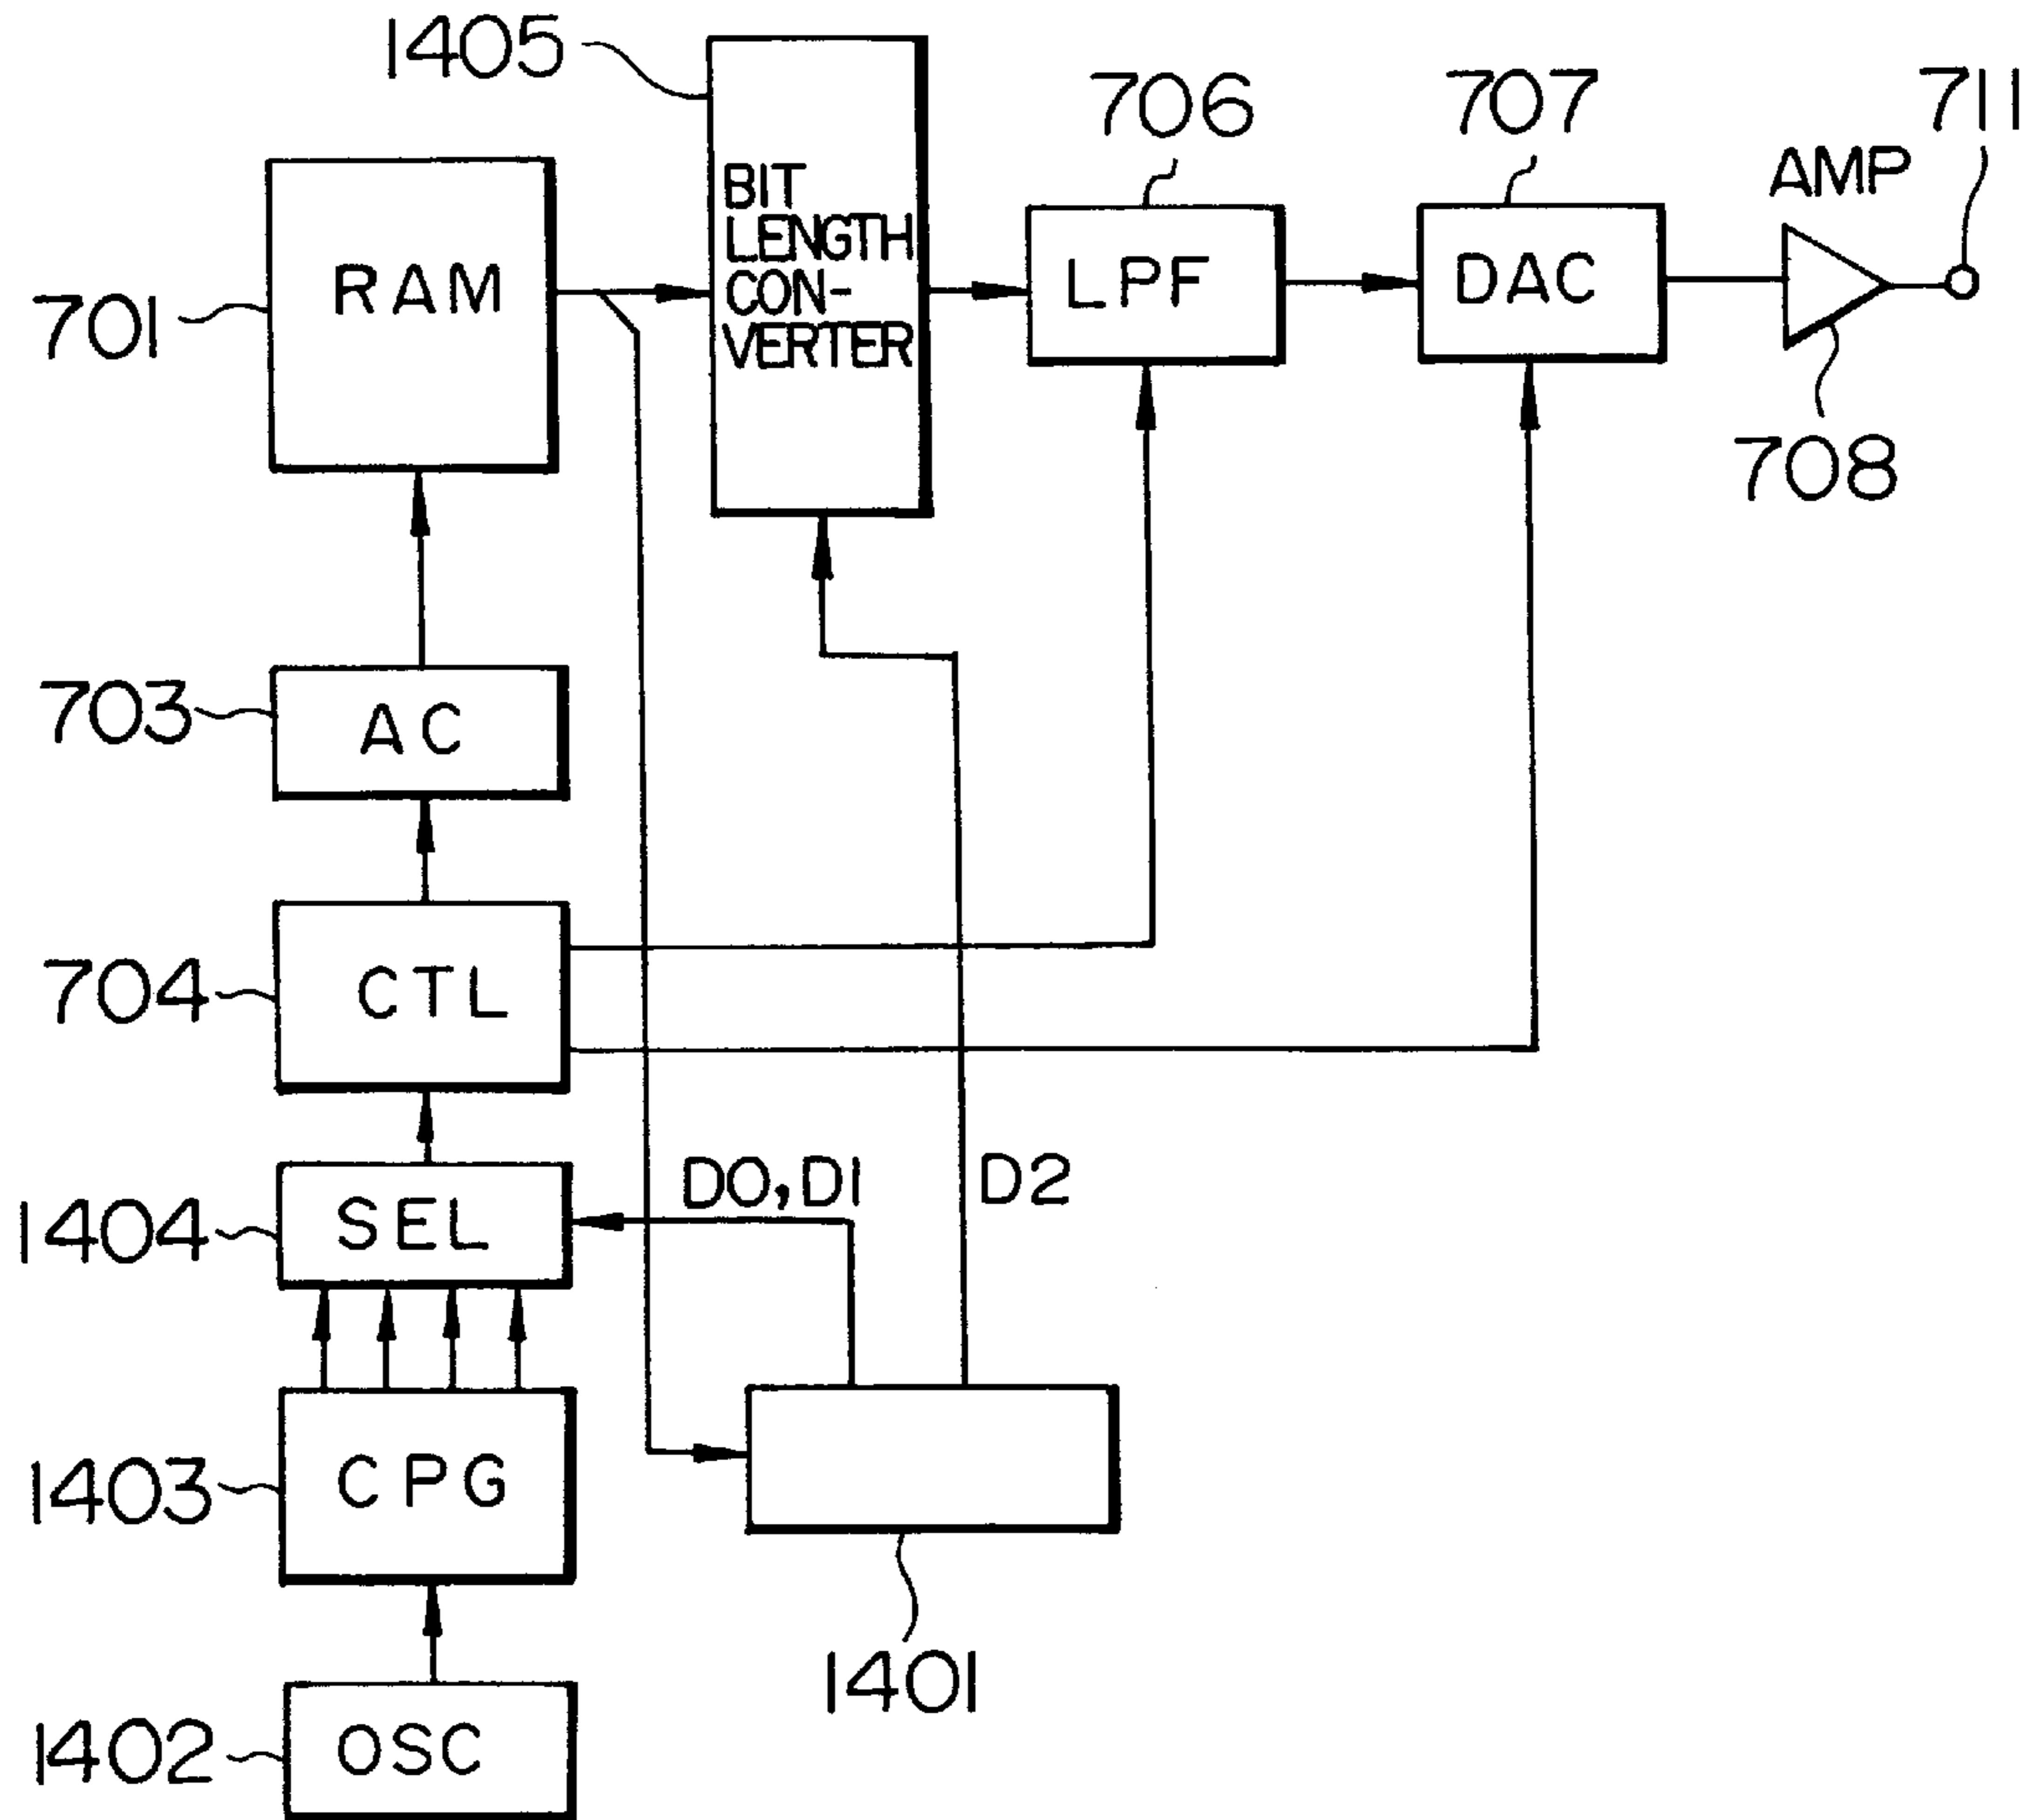 1405
706
707
711
AMP
BIT
LENGTH
CON-
VERTER
RAM
LPF
DAC
701
708
703
AC
704
CTL
D0, D1
D2
1404
SEL
1403
CPG
1401
1402
OSC